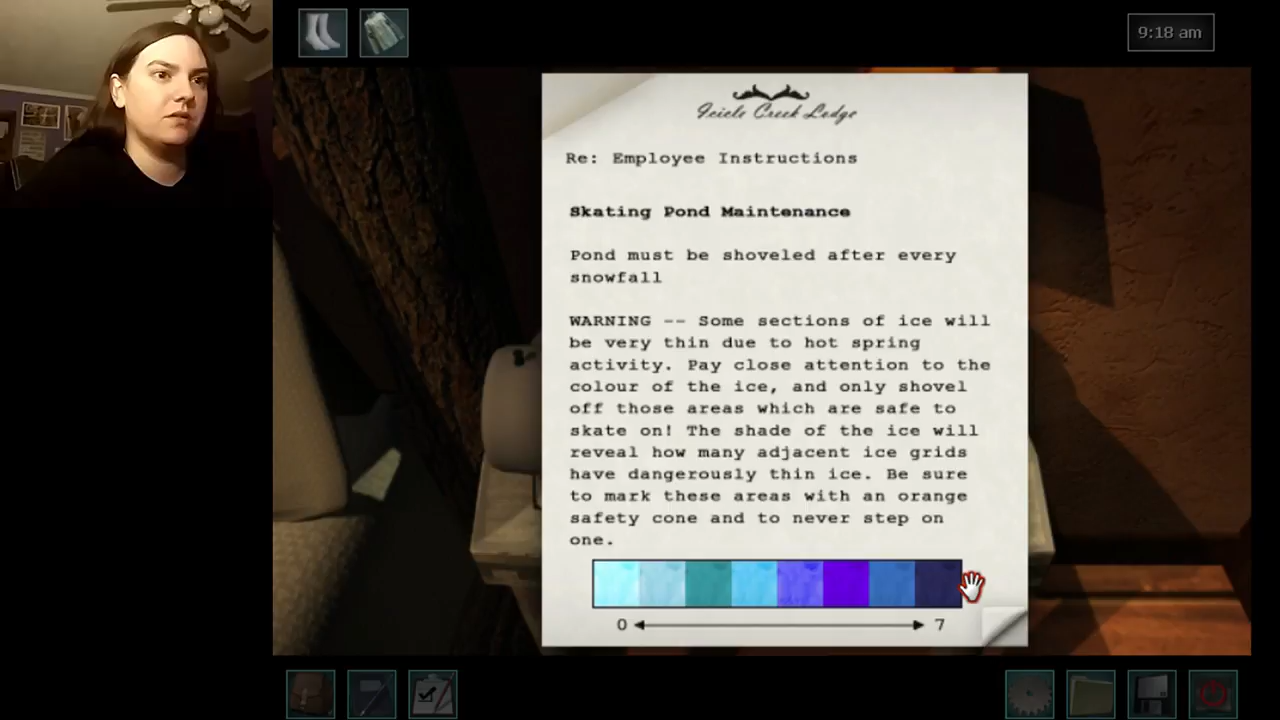 9:18 am
Icicle Creek Lodge
Re: Employee Instructions
Skating Pond Maintenance
Pond must be shoveled after every
snowfall
WARNING -- Some sections of ice will
be very thin due to hot spring
activity. Pay close attention to the
colour of the ice, and only shovel
off those areas which are safe to
skate on! The shade of the ice will
reveal how many adjacent ice grids
have dangerously thin ice. Be sure
to mark these areas with an orange
safety cone and to never step on
one.
0 7